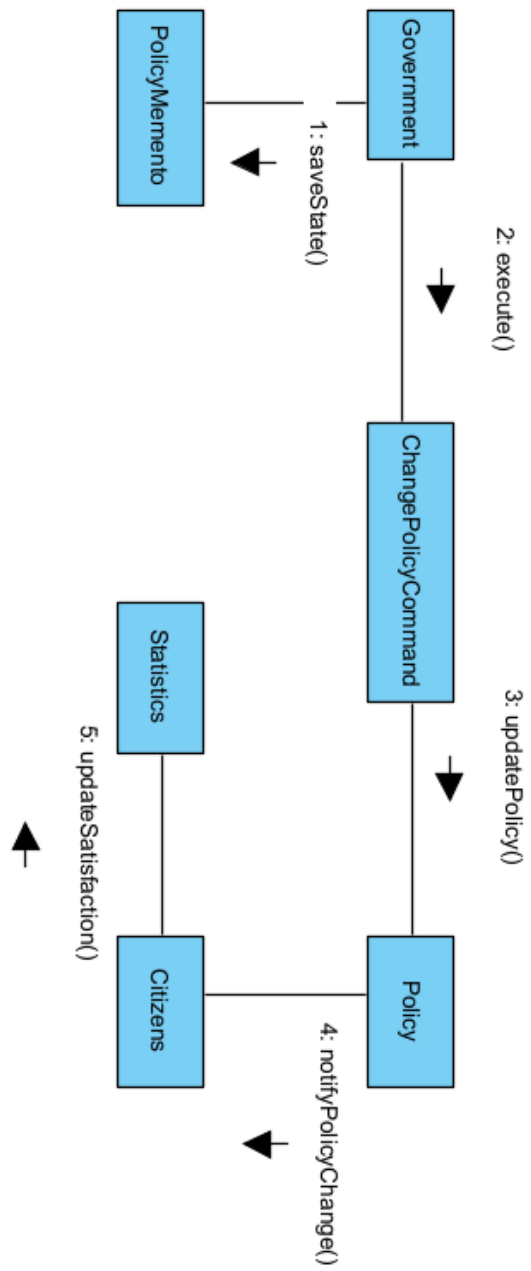 Government
2: execute()
ChangePolicyCommand
3: updatePolicy()
Policy
1: saveState()
4: notifyPolicyChange()
PolicyMemento
Statistics
5: updateSatisfaction()
Citizens